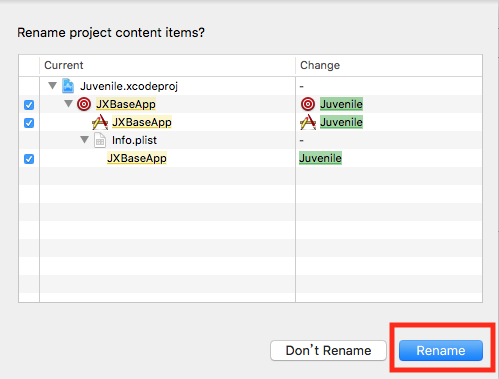 Rename project content items?
Current Change
Juvenile.xcodeproj -
JXBaseApp Juvenile
JXBaseApp Juvenile
Info.plist -
JXBaseApp Juvenile
Don't Rename Rename